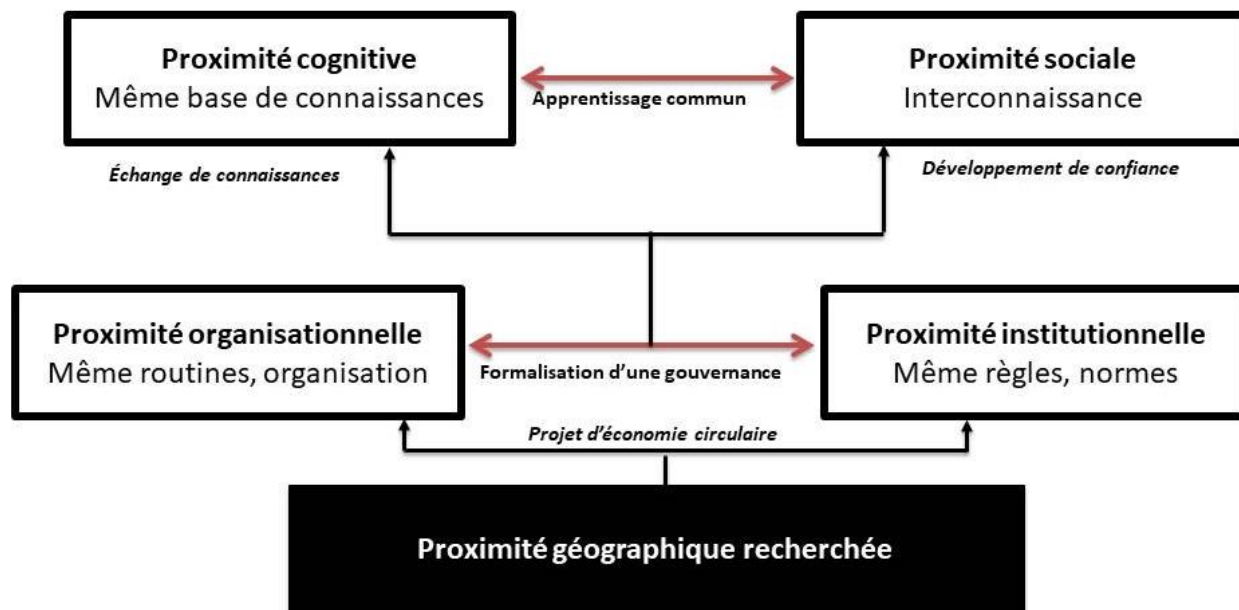 Proximité cognitive
Même base de connaissances
Proximité sociale
Interconnaissance
Apprentissage commun
Échange de connaissances
Développement de confiance
Proximité organisationnelle
Même routines, organisation
Proximité institutionnelle
Même règles, normes
Formalisation d'une gouvernance
Projet d'économie circulaire
Proximité géographique recherchée